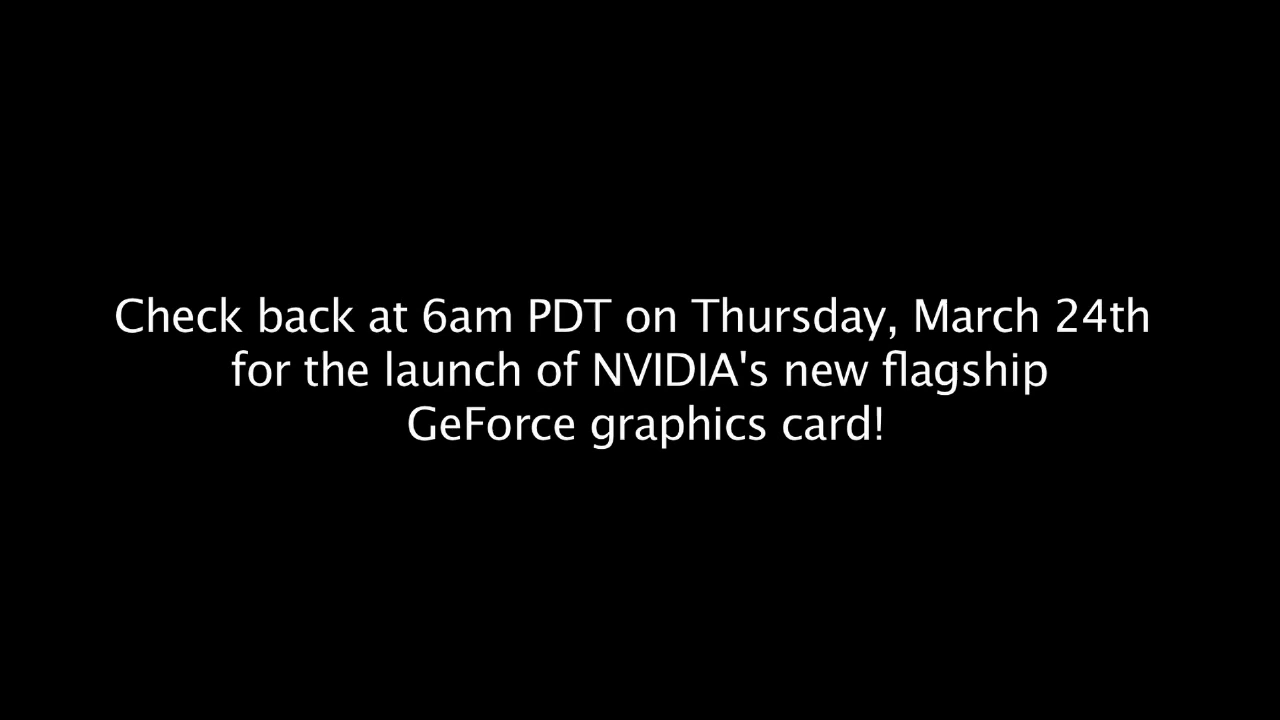 Check back at 6am PDT on Thursday, March 24th
for the launch of NVIDIA's new flagship
GeForce graphics card!